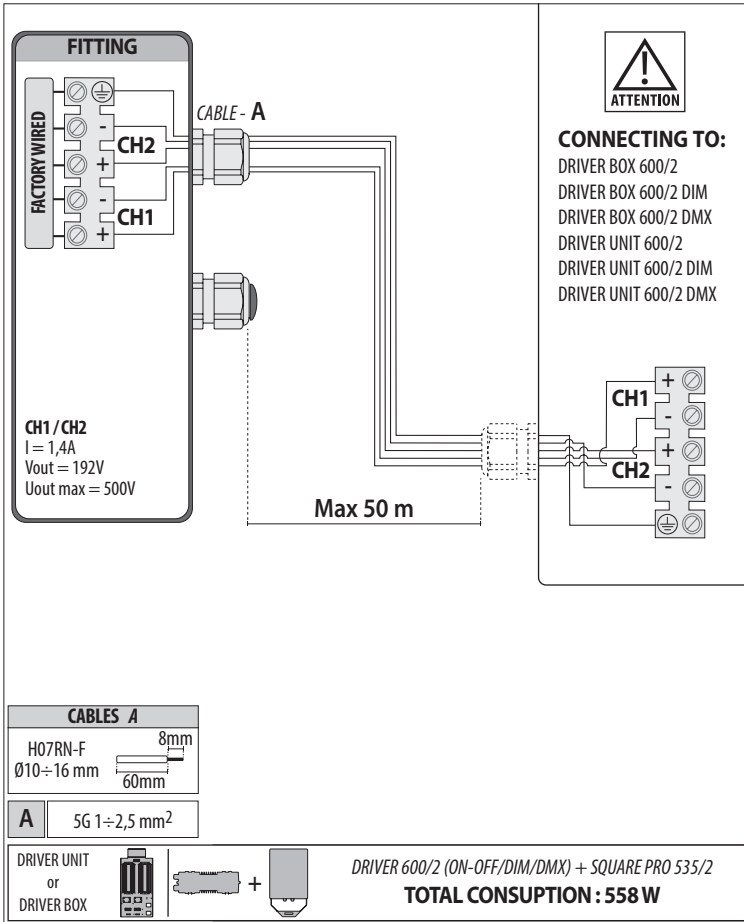 FITTING
FACTORY WIRED
-
CH2
+
-
CH1
+
CABLE - A
CH1 / CH2
I = 1,4A
Vout = 192V
Uout max = 500V
Max 50 m
ATTENTION
CONNECTING TO:
DRIVER BOX 600/2
DRIVER BOX 600/2 DIM
DRIVER BOX 600/2 DMX
DRIVER UNIT 600/2
DRIVER UNIT 600/2 DIM
DRIVER UNIT 600/2 DMX
+
CH1
-
+
CH2
-
CABLES A
H07RN-F
Ø10÷16 mm
8mm
60mm
A
5G 1÷2,5 mm²
DRIVER UNIT
or
DRIVER BOX
+
DRIVER 600/2 (ON-OFF/DIM/DMX) + SQUARE PRO 535/2
TOTAL CONSUPTION : 558 W